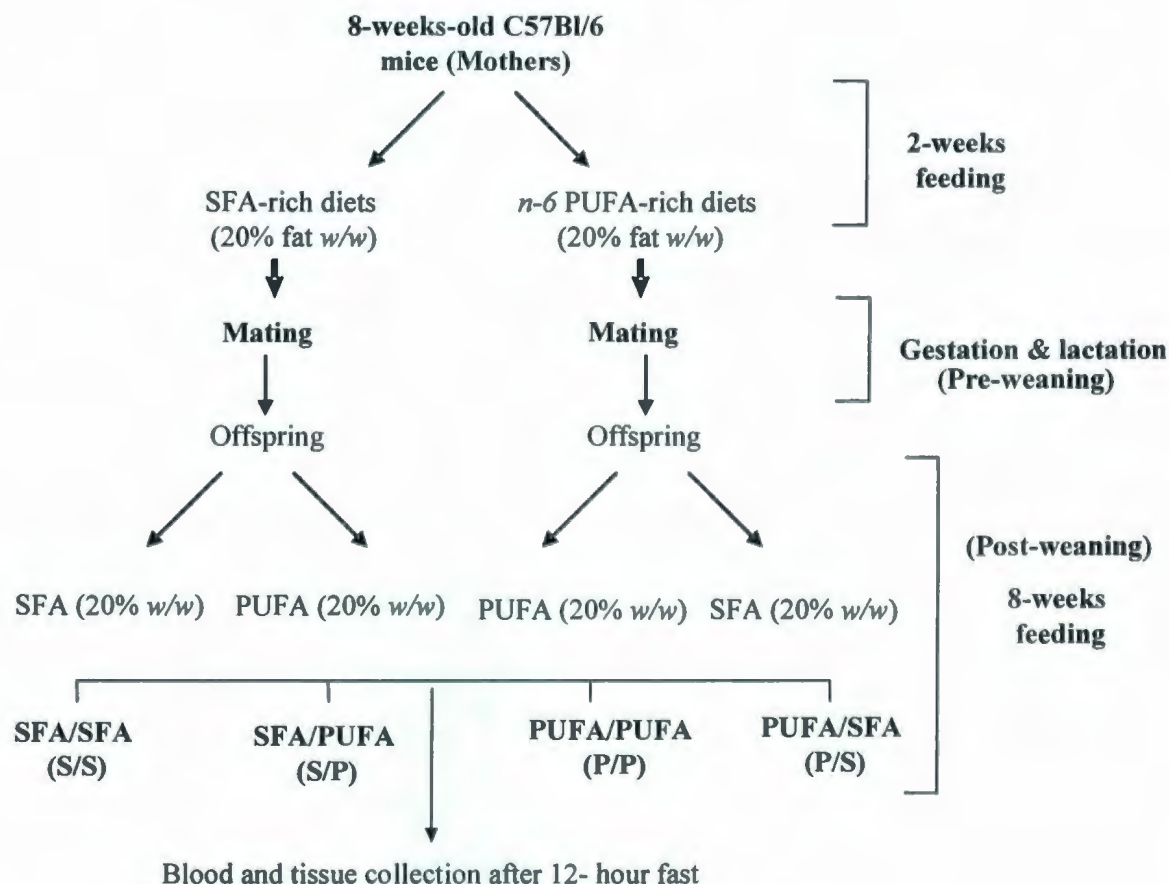 8-weeks-old C57Bl/6
mice (Mothers)
2-weeks
feeding
SFA-rich diets
(20% fat w/w)
n-6 PUFA-rich diets
(20% fat w/w)
Mating
Mating
Gestation & lactation
(Pre-weaning)
Offspring
Offspring
(Post-weaning)
8-weeks
feeding
SFA (20% w/w)
PUFA (20% w/w)
PUFA (20% w/w)
SFA (20% w/w)
SFA/SFA
(S/S)
SFA/PUFA
(S/P)
PUFA/PUFA
(P/P)
PUFA/SFA
(P/S)
Blood and tissue collection after 12- hour fast